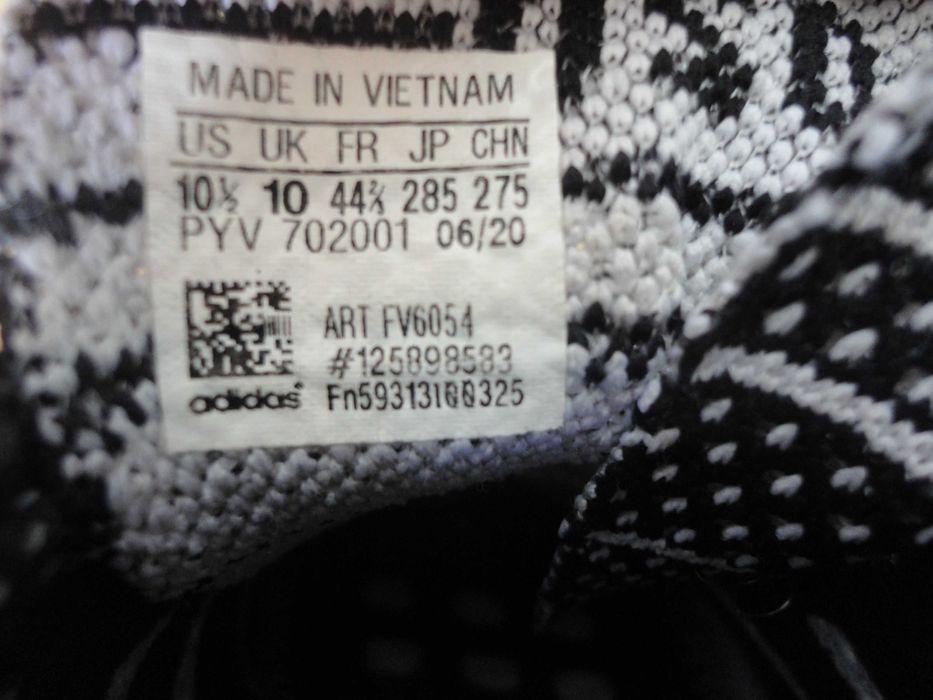 MADE IN VIETNAM
US UK FR JP CHN
10½ 10 44⅔ 285 275
PYV 702001 06/20
ART FV6054
#125898583
adidas Fn59313100325